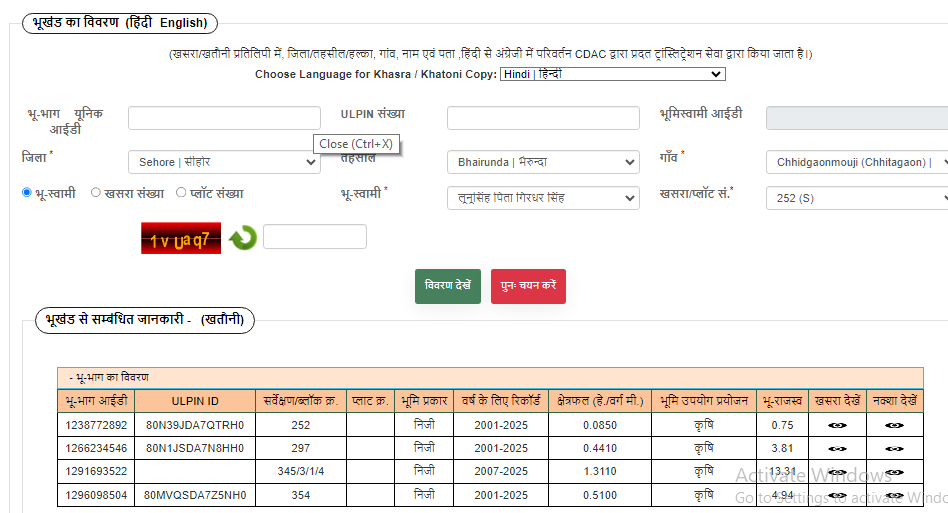 भूखंड का विवरण (हिंदी English)
(खसरा/खतौनी प्रतिलिपी में, जिला/तहसील/हल्का, गांव, नाम एवं पता ,हिंदी से अंग्रेजी में परिवर्तन CDAC द्वारा प्रदत ट्रांस्लिट्रेशन सेवा द्वारा किया जाता है।)
Choose Language for Khasra / Khatoni Copy: Hindi | हिन्दी
भू-भाग यूनिक आईडी ULPIN संख्या भूमिस्वामी आईडी
Close (Ctrl+X)
जिला * Sehore | सीहोर तहसील Bhairunda | भेरुन्दा गाँव * Chhidgaonmouji (Chhitagaon) |
भू-स्वामी खसरा संख्या प्लॉट संख्या भू-स्वामी * लूनूसिंह पिता गिरधर सिंह खसरा/प्लॉट सं.* 252 (S)
1vUaq7
विवरण देखें पुनः चयन करें
भूखंड से सम्बंधित जानकारी - (खतौनी)
- भू-भाग का विवरण
भू-भाग आईडी ULPIN ID सर्वेक्षण/ब्लॉक क्र. प्लाट क्र. भूमि प्रकार वर्ष के लिए रिकॉर्ड क्षेत्रफल (हे./वर्ग मी.) भूमि उपयोग प्रयोजन भू-राजस्व खसरा देखें नक्शा देखें
1238772892 80N39JDA7QTRH0 252 निजी 2001-2025 0.0850 कृषि 0.75
1266234546 80N1JSDA7N8HH0 297 निजी 2001-2025 0.4410 कृषि 3.81
1291693522 345/3/1/4 निजी 2007-2025 1.3110 कृषि 13.31
1296098504 80MVQSDA7Z5NH0 354 निजी 2001-2025 0.5100 कृषि 4.94
Activate Windows
Go to Settings to activate Windo